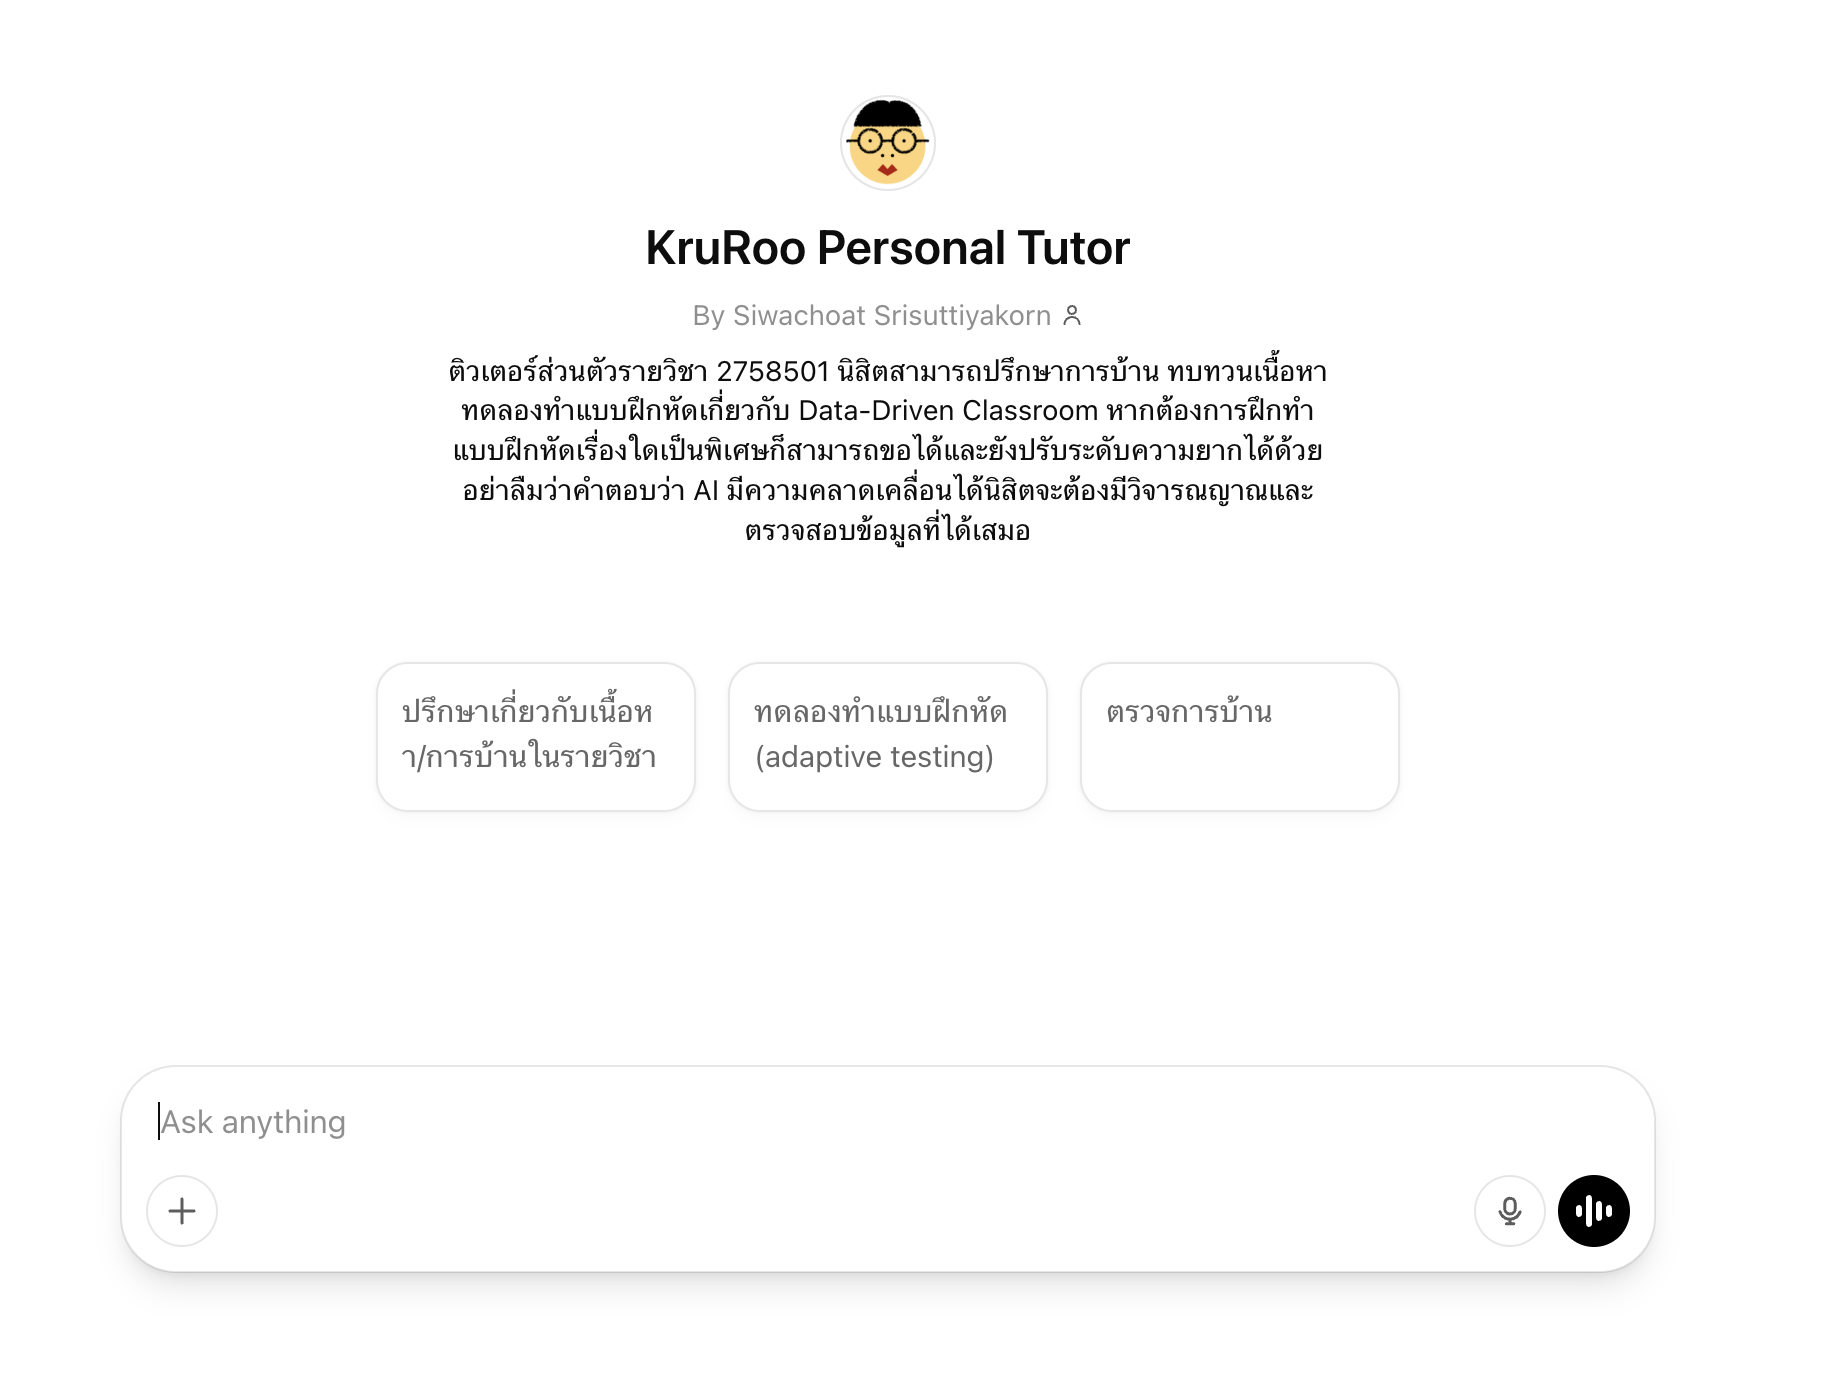 KruRoo Personal Tutor
By Siwachoat Srisuttiyakorn
ติวเตอร์ส่วนตัวรายวิชา 2758501 นิสิตสามารถปรึกษาการบ้าน ทบทวนเนื้อหา
ทดลองทำแบบฝึกหัดเกี่ยวกับ Data-Driven Classroom หากต้องการฝึกทำ
แบบฝึกหัดเรื่องใดเป็นพิเศษก็สามารถขอได้และยังปรับระดับความยากได้ด้วย
อย่าลืมว่าคำตอบว่า AI มีความคลาดเคลื่อนได้นิสิตจะต้องมีวิจารณญาณและ
ตรวจสอบข้อมูลที่ได้เสมอ
ปรึกษาเกี่ยวกับเนื้อห
า/การบ้านในรายวิชา
ทดลองทำแบบฝึกหัด
(adaptive testing)
ตรวจการบ้าน
Ask anything